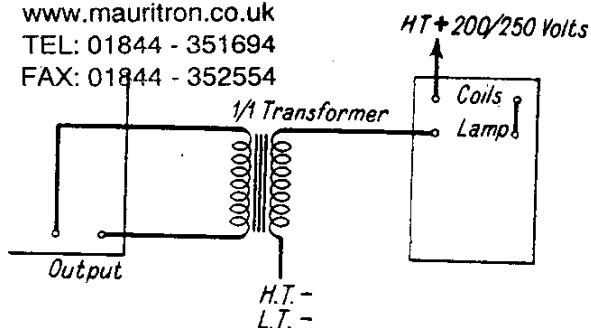 www.mauritron.co.uk
TEL: 01844 - 351694
FAX: 01844 - 352554
HT+200/250 Volts
1/1 Transformer
Coils
Lamp
Output
H.T. -
L.T. -